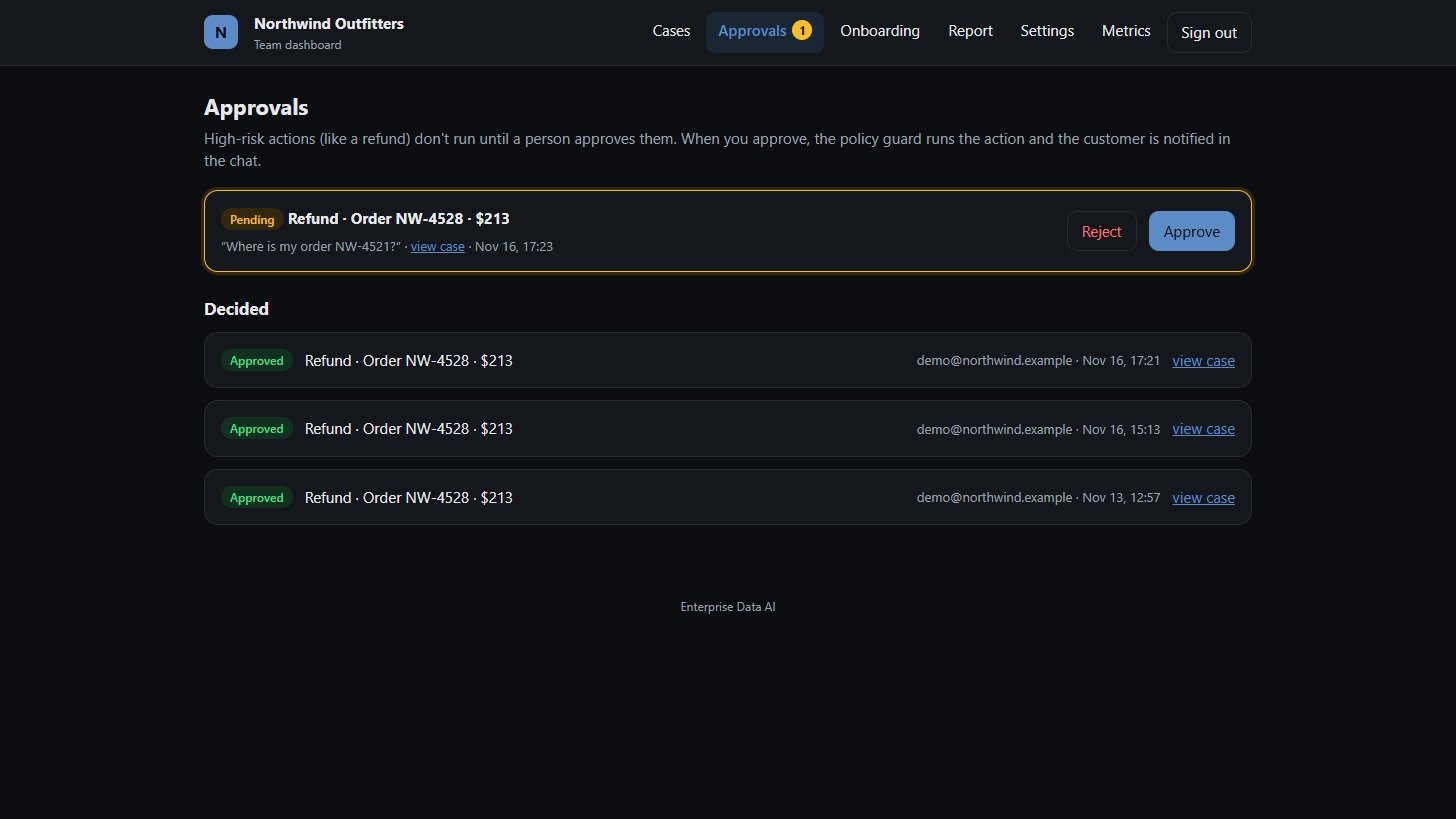 N
Northwind Outfitters
Team dashboard
Cases
Approvals 1
Onboarding
Report
Settings
Metrics
Sign out
Approvals
High-risk actions (like a refund) don't run until a person approves them. When you approve, the policy guard runs the action and the customer is notified in
the chat.
Pending Refund · Order NW-4528 · $213
“Where is my order NW-4521?” · view case · Nov 16, 17:23
Reject
Approve
Decided
Approved Refund · Order NW-4528 · $213 demo@northwind.example · Nov 16, 17:21 view case
Approved Refund · Order NW-4528 · $213 demo@northwind.example · Nov 16, 15:13 view case
Approved Refund · Order NW-4528 · $213 demo@northwind.example · Nov 13, 12:57 view case
Enterprise Data AI